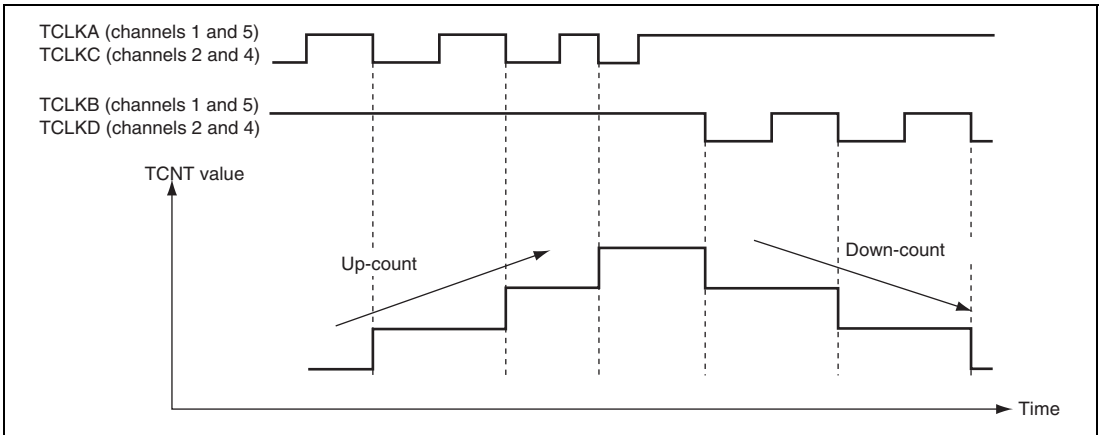 TCLKA (channels 1 and 5)
TCLKC (channels 2 and 4)
TCLKB (channels 1 and 5)
TCLKD (channels 2 and 4)
TCNT value
Up-count
Down-count
Time